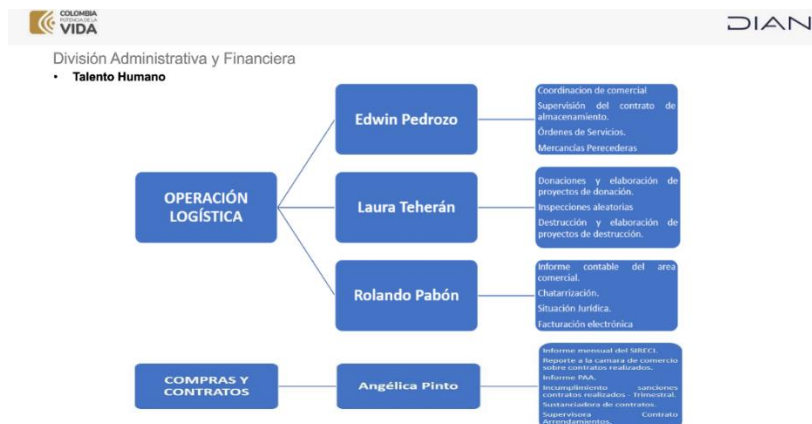 COLOMBIA
POTENCIA DE LA
VIDA
DIAN
División Administrativa y Financiera
• Talento Humano
OPERACIÓN
LOGÍSTICA
Edwin Pedrozo
Coordinacion de comercial
Supervisión del contrato de
almacenamiento.
Órdenes de Servicios.
Mercancías Perecederas
Laura Teherán
Donaciones y elaboración de
proyectos de donación.
Inspecciones aleatorias
Destrucción y elaboración de
proyectos de destrucción.
Rolando Pabón
Informe contable del area
comercial.
Chatarrización.
Situación Jurídica.
Facturación electrónica
COMPRAS Y
CONTRATOS
Angélica Pinto
Informe mensual del SIRECI.
Reporte a la camara de comercio
sobre contratos realizados.
Informe PAA.
Incumplimiento sanciones
contratos realizados - Trimestral.
Sustanciadora de contratos.
Supervisora Contrato
Arrendamientos.